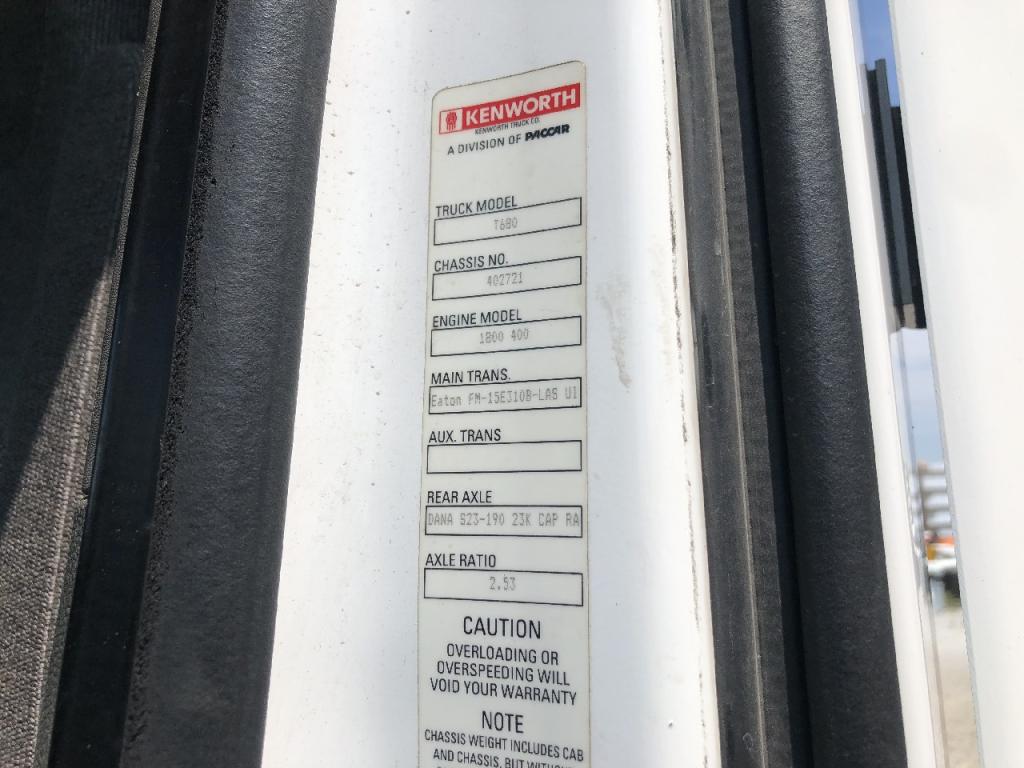 KENWORTH
KENWORTH TRUCK CO.
A DIVISION OF PACCAR
TRUCK MODEL
T680
CHASSIS NO.
402721
ENGINE MODEL
1800 400
MAIN TRANS.
Eaton FM-15E310B-LAS U1
AUX. TRANS
REAR AXLE
DANA S23-190 23K CAP RA
AXLE RATIO
2.53
CAUTION
OVERLOADING OR
OVERSPEEDING WILL
VOID YOUR WARRANTY
NOTE
CHASSIS WEIGHT INCLUDES CAB
AND CHASSIS, BUT WITHOUT